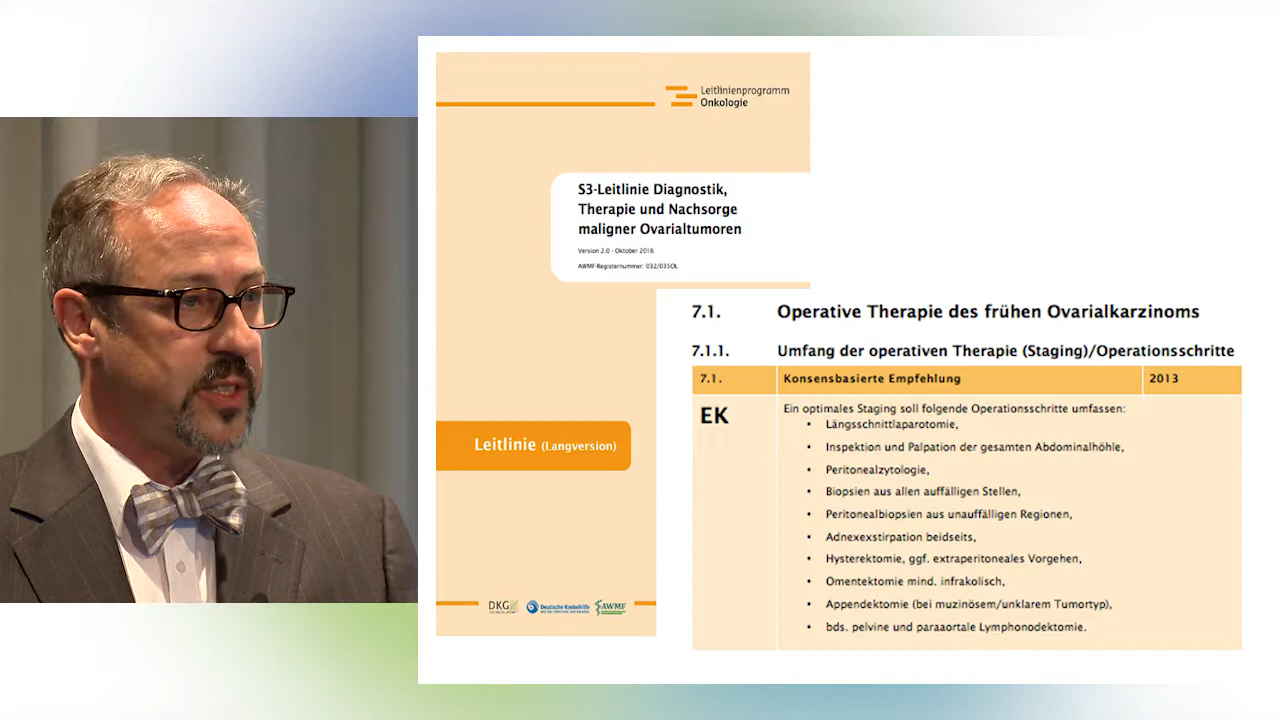 Leitlinienprogramm
Onkologie
S3-Leitlinie Diagnostik,
Therapie und Nachsorge
maligner Ovarialtumoren
Version 2.0 - Oktober 2016
AWMF-Registernummer: 032/035OL
Leitlinie (Langversion)
DKG
Deutsche Krebshilfe
AWMF
7.1. Operative Therapie des frühen Ovarialkarzinoms
7.1.1. Umfang der operativen Therapie (Staging)/Operationsschritte
7.1. Konsensbasierte Empfehlung 2013
EK
Ein optimales Staging soll folgende Operationsschritte umfassen:
• Längsschnittlaparotomie,
• Inspektion und Palpation der gesamten Abdominalhöhle,
• Peritonealzytologie,
• Biopsien aus allen auffälligen Stellen,
• Peritonealbiopsien aus unauffälligen Regionen,
• Adnexexstirpation beidseits,
• Hysterektomie, ggf. extraperitoneales Vorgehen,
• Omentektomie mind. infrakolisch,
• Appendektomie (bei muzinösem/unklarem Tumortyp),
• bds. pelvine und paraaortale Lymphonodektomie.